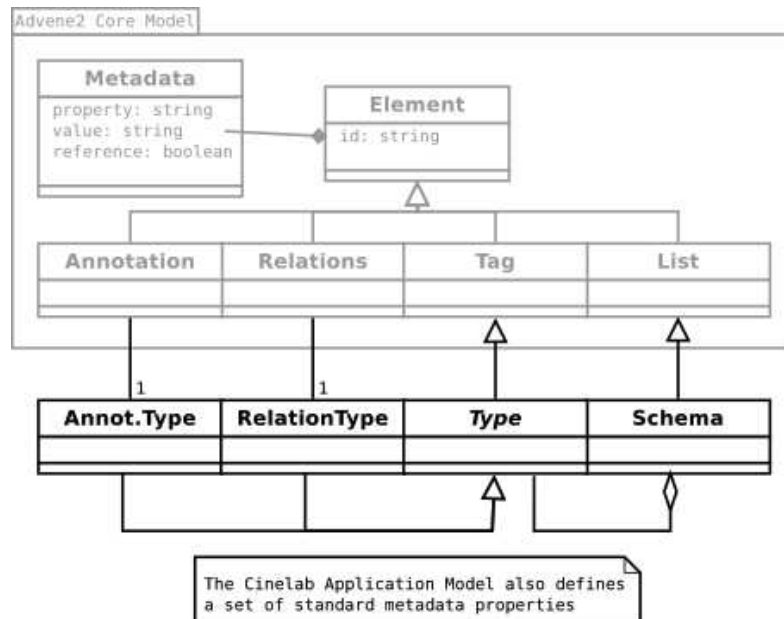 Advene2 Core Model
Metadata
property: string
value: string
reference: boolean
Element
id: string
Annotation
Relations
Tag
List
1
1
Annot.Type
RelationType
Type
Schema
The Cinelab Application Model also defines
a set of standard metadata properties